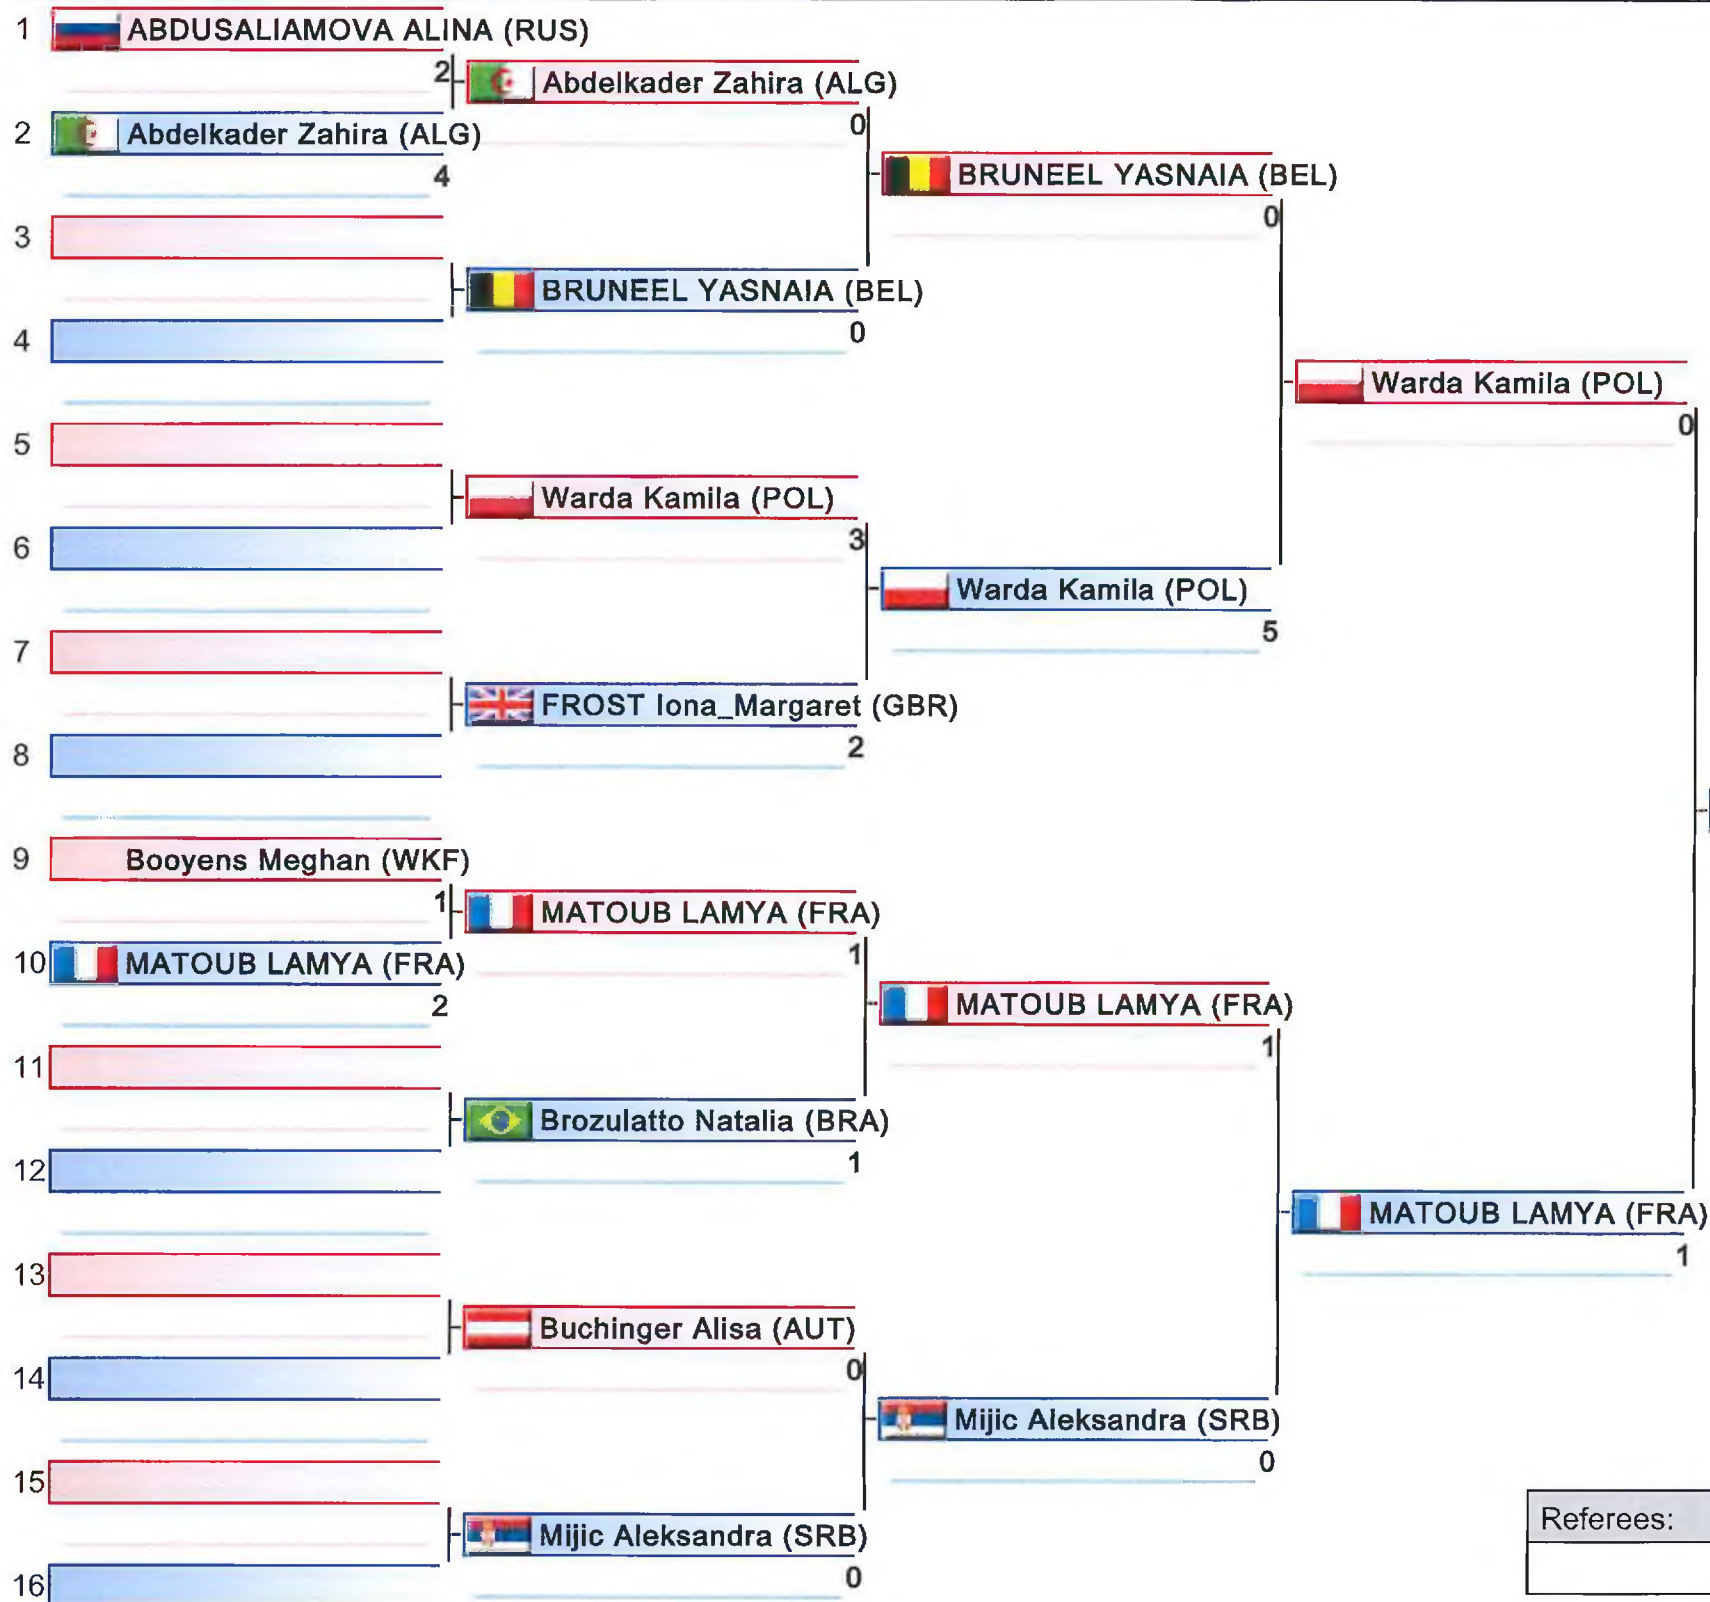 1 ABDUSALIAMOVA ALINA (RUS)
2
Abdelkader Zahira (ALG)
0
2 Abdelkader Zahira (ALG)
4
BRUNEEL YASNAIA (BEL)
0
3
BRUNEEL YASNAIA (BEL)
0
4
Warda Kamila (POL)
0
5
Warda Kamila (POL)
3
6
Warda Kamila (POL)
5
7
FROST Iona_Margaret (GBR)
2
8
9 Booyens Meghan (WKF)
1
MATOUB LAMYA (FRA)
1
10 MATOUB LAMYA (FRA)
2
MATOUB LAMYA (FRA)
1
11
Brozulatto Natalia (BRA)
1
12
MATOUB LAMYA (FRA)
1
13
Buchinger Alisa (AUT)
0
14
Mijic Aleksandra (SRB)
0
15
Mijic Aleksandra (SRB)
0
16
Referees: